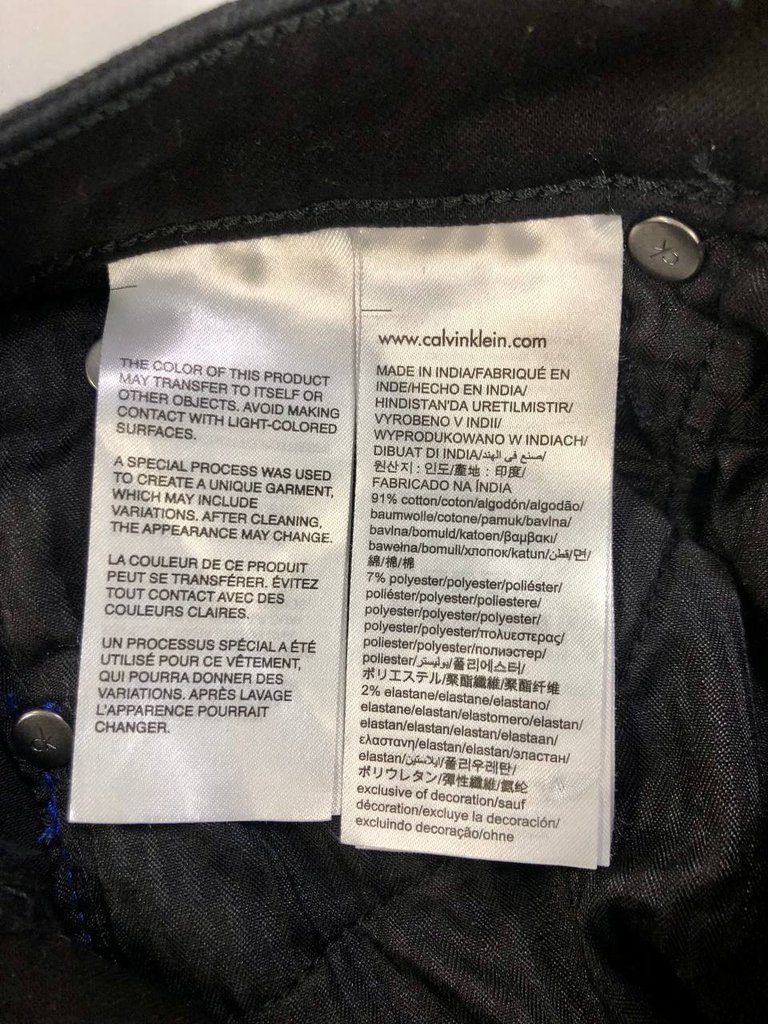 THE COLOR OF THIS PRODUCT
MAY TRANSFER TO ITSELF OR
OTHER OBJECTS. AVOID MAKING
CONTACT WITH LIGHT-COLORED
SURFACES.
A SPECIAL PROCESS WAS USED
TO CREATE A UNIQUE GARMENT,
WHICH MAY INCLUDE
VARIATIONS. AFTER CLEANING,
THE APPEARANCE MAY CHANGE.
LA COULEUR DE CE PRODUIT
PEUT SE TRANSFÉRER. ÉVITEZ
TOUT CONTACT AVEC DES
COULEURS CLAIRES.
UN PROCESSUS SPÉCIAL A ÉTÉ
UTILISÉ POUR CE VÊTEMENT,
QUI POURRA DONNER DES
VARIATIONS. APRÈS LAVAGE
L'APPARENCE POURRAIT
CHANGER.
www.calvinklein.com
MADE IN INDIA/FABRIQUÉ EN
INDE/HECHO EN INDIA/
HINDISTAN'DA URETILMISTIR/
VYROBENO V INDII/
WYPRODUKOWANO W INDIACH/
DIBUAT DI INDIA/صنع في الهند/
원산지 : 인도/產地 : 印度/
FABRICADO NA ÍNDIA
91% cotton/coton/algodón/algodão/
baumwolle/cotone/pamuk/bavlna/
bavlna/bomuld/katoen/βαμβακι/
bawełna/bomull/хлопок/katun/قطن/면/
綿/棉/棉
7% polyester/polyester/poliéster/
poliéster/polyester/poliestere/
polyester/polyester/polyester/
polyester/polyester/πολυεστερας/
poliester/polyester/полиэстер/
poliester/بوليستر/폴리에스터/
ポリエステル/聚酯纖維/聚酯纤维
2% elastane/elastane/elastano/
elastane/elastan/elastomero/elastan/
elastan/elastan/elastan/elastaan/
ελαστανη/elastan/elastan/эластан/
elastan/إيلاستين/폴리우레탄/
ポリウレタン/彈性纖維/氨纶
exclusive of decoration/sauf
décoration/excluye la decoración/
excluindo decoração/ohne
ck
ck